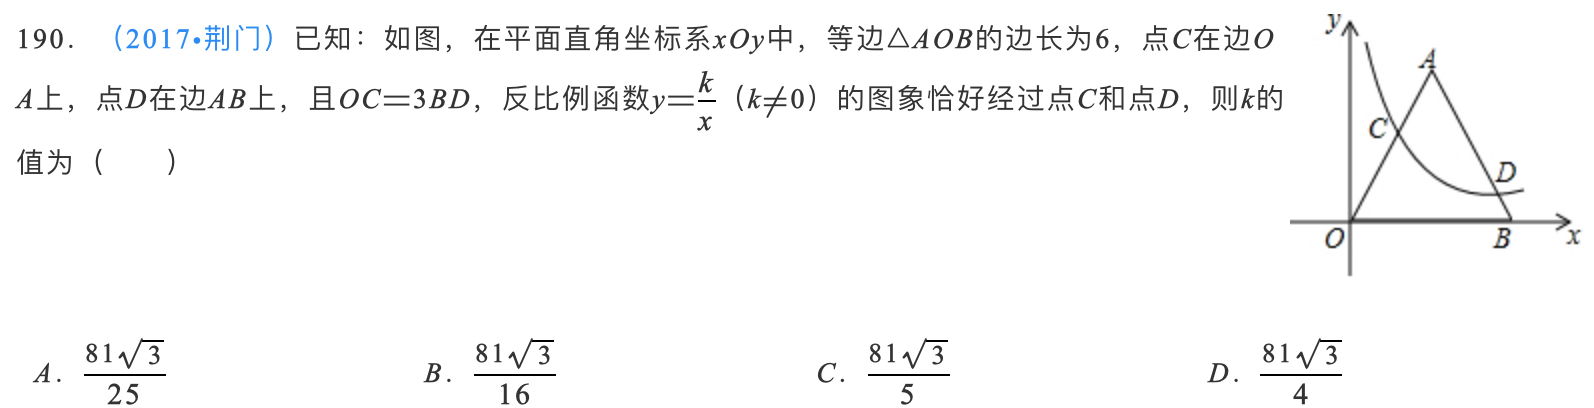 190. （2017•荆门）已知：如图，在平面直角坐标系xOy中，等边△AOB的边长为6，点C在边O
A上，点D在边AB上，且OC=3BD，反比例函数y=k/x（k≠0）的图象恰好经过点C和点D，则k的
值为（　　）
y
A
C
D
O
B
x
A. 81√3/25
B. 81√3/16
C. 81√3/5
D. 81√3/4